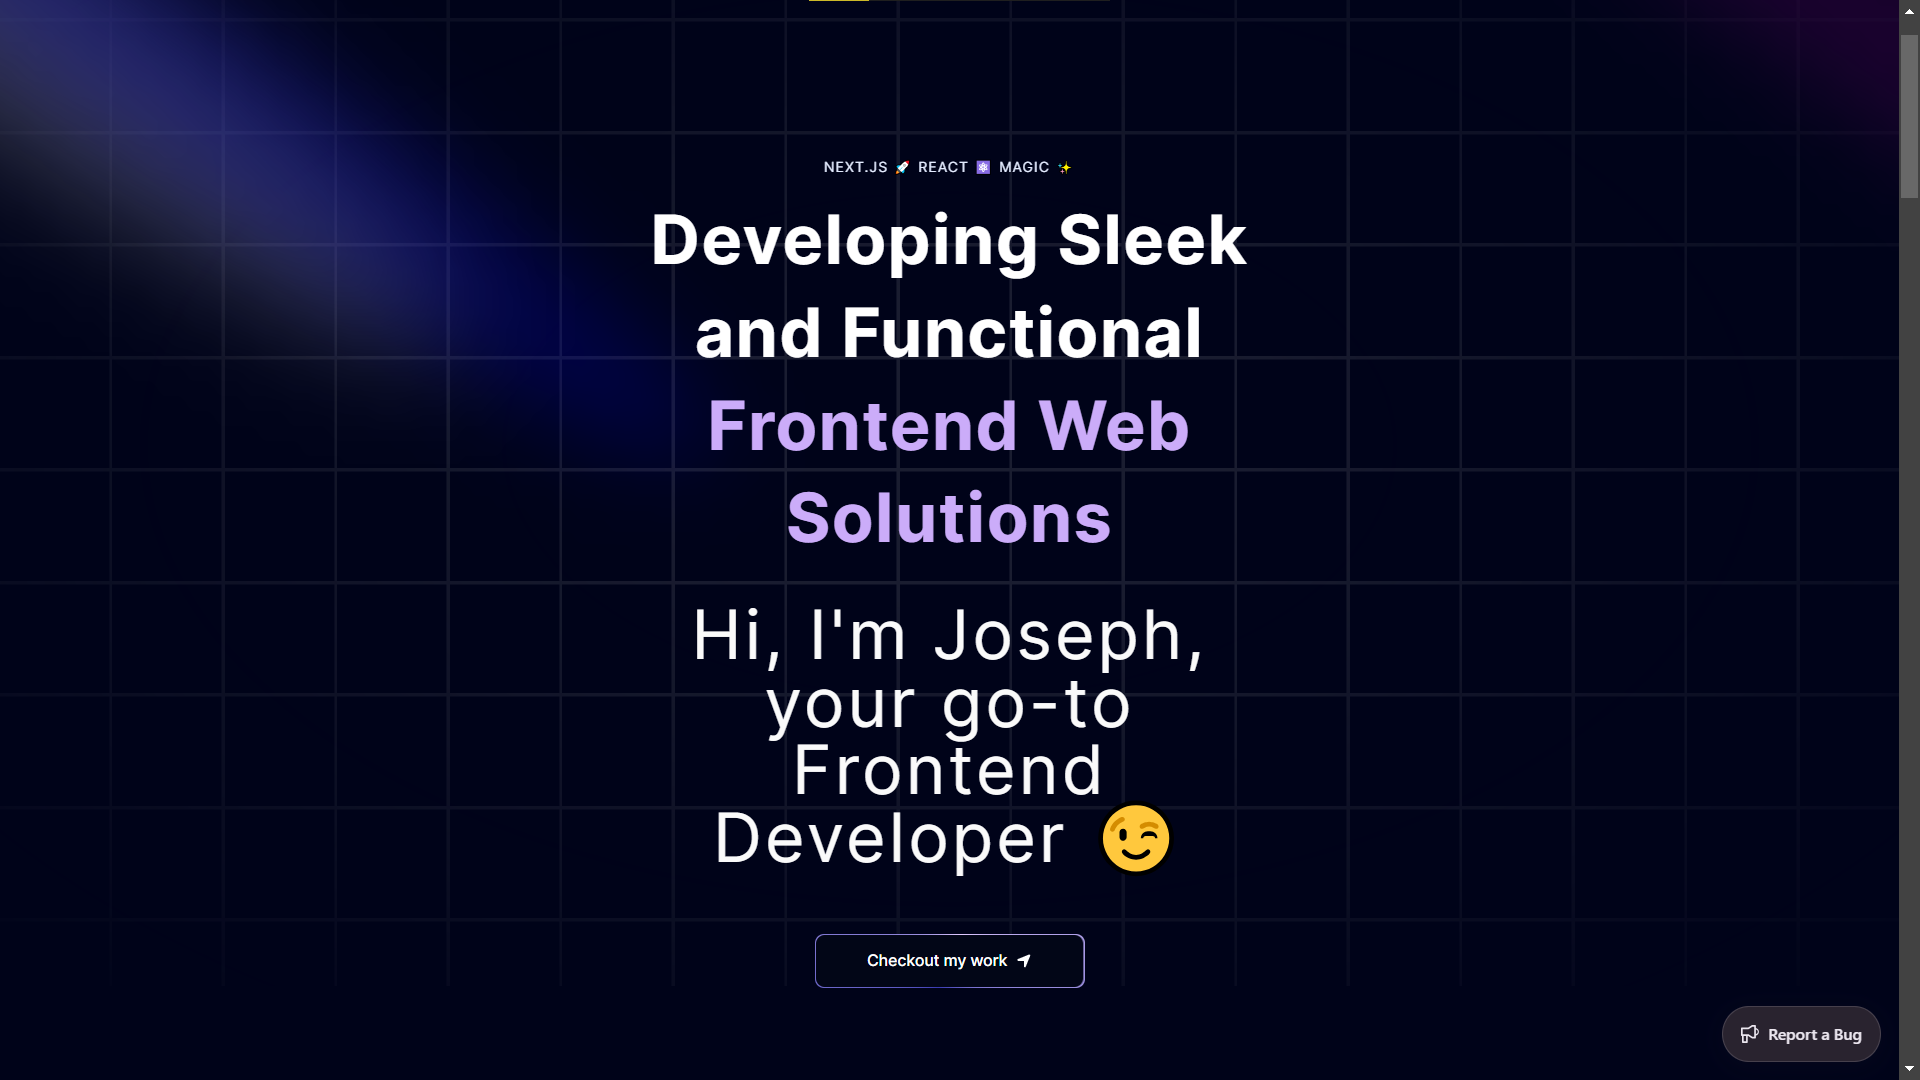 NEXT.JS 🚀 REACT ⚛️ MAGIC ✨
Developing Sleek
and Functional
Frontend Web
Solutions
Hi, I'm Joseph,
your go-to
Frontend
Developer 😉
Checkout my work
Report a Bug